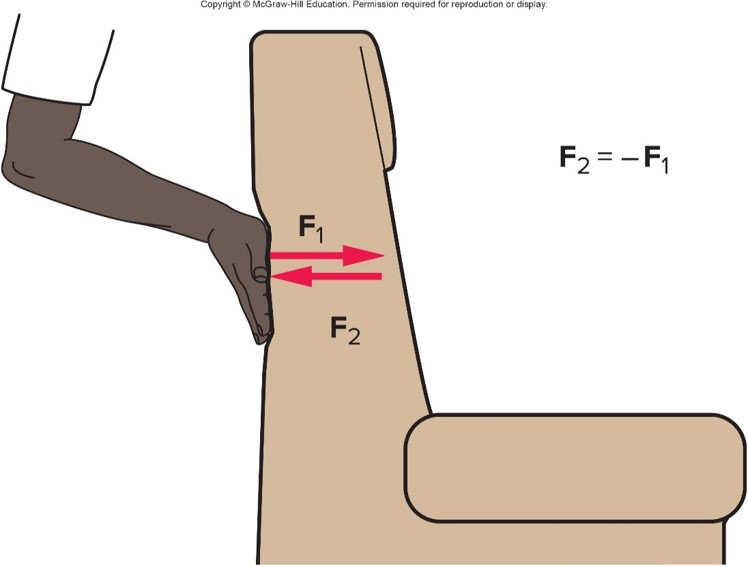 Copyright © McGraw-Hill Education. Permission required for reproduction or display.
F₂ = −F₁
F₁
F₂